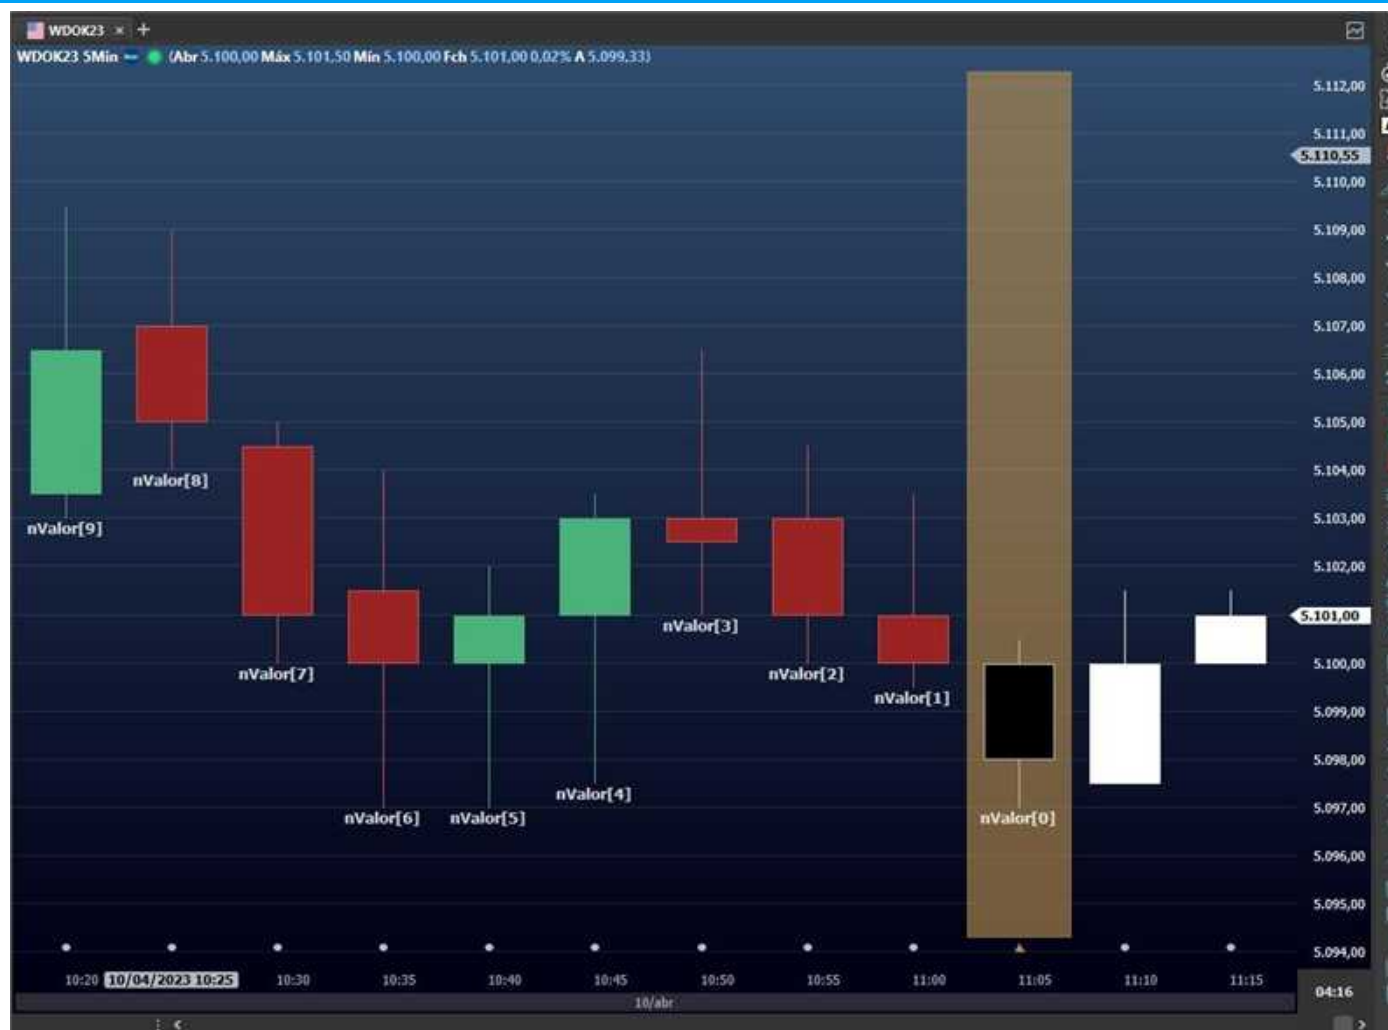 WDOK23 × +
WDOK23 5Min (Abr 5.100,00 Máx 5.101,50 Mín 5.100,00 Fch 5.101,00 0,02% A 5.099,33)
5.112,00
5.111,00
5.110,55
5.110,00
5.109,00
5.108,00
5.107,00
5.106,00
5.105,00
5.104,00
nValor[8]
nValor[9]
5.103,00
5.102,00
5.101,00
nValor[3]
5.100,00
nValor[7]
nValor[2]
nValor[1]
5.099,00
5.098,00
nValor[4]
5.097,00
nValor[6] nValor[5] nValor[0]
5.096,00
5.095,00
5.094,00
10:20 10/04/2023 10:25 10:30 10:35 10:40 10:45 10:50 10:55 11:00 11:05 11:10 11:15
04:16
10/abr